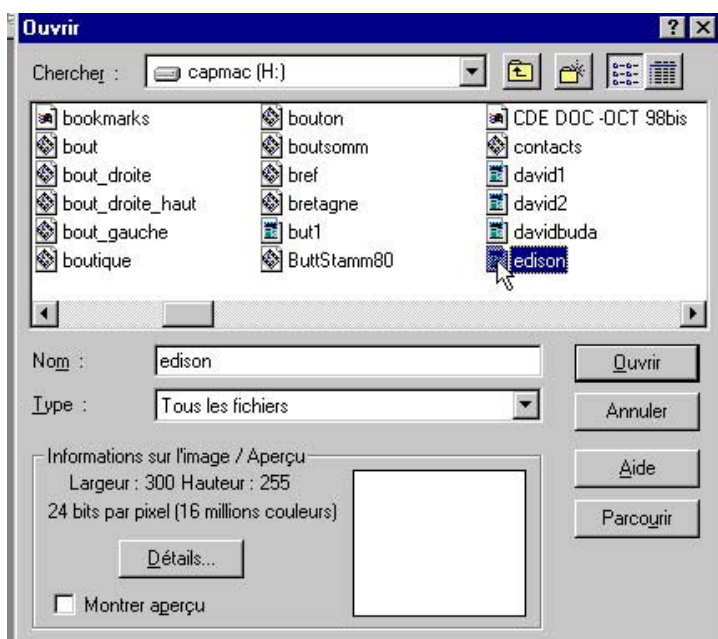 Ouvrir
Chercher : capmac (H:)
bookmarks bouton CDE DOC -OCT 98bis
bout boutsomm contacts
bout_droite bref david1
bout_droite_haut bretagne david2
bout_gauche but1 davidbuda
boutique ButtStamm80 edison
Nom : edison Ouvrir
Type : Tous les fichiers Annuler
Informations sur l'image / Aperçu
Largeur : 300 Hauteur : 255 Aide
24 bits par pixel (16 millions couleurs)
Parcourir
Détails...
Montrer aperçu